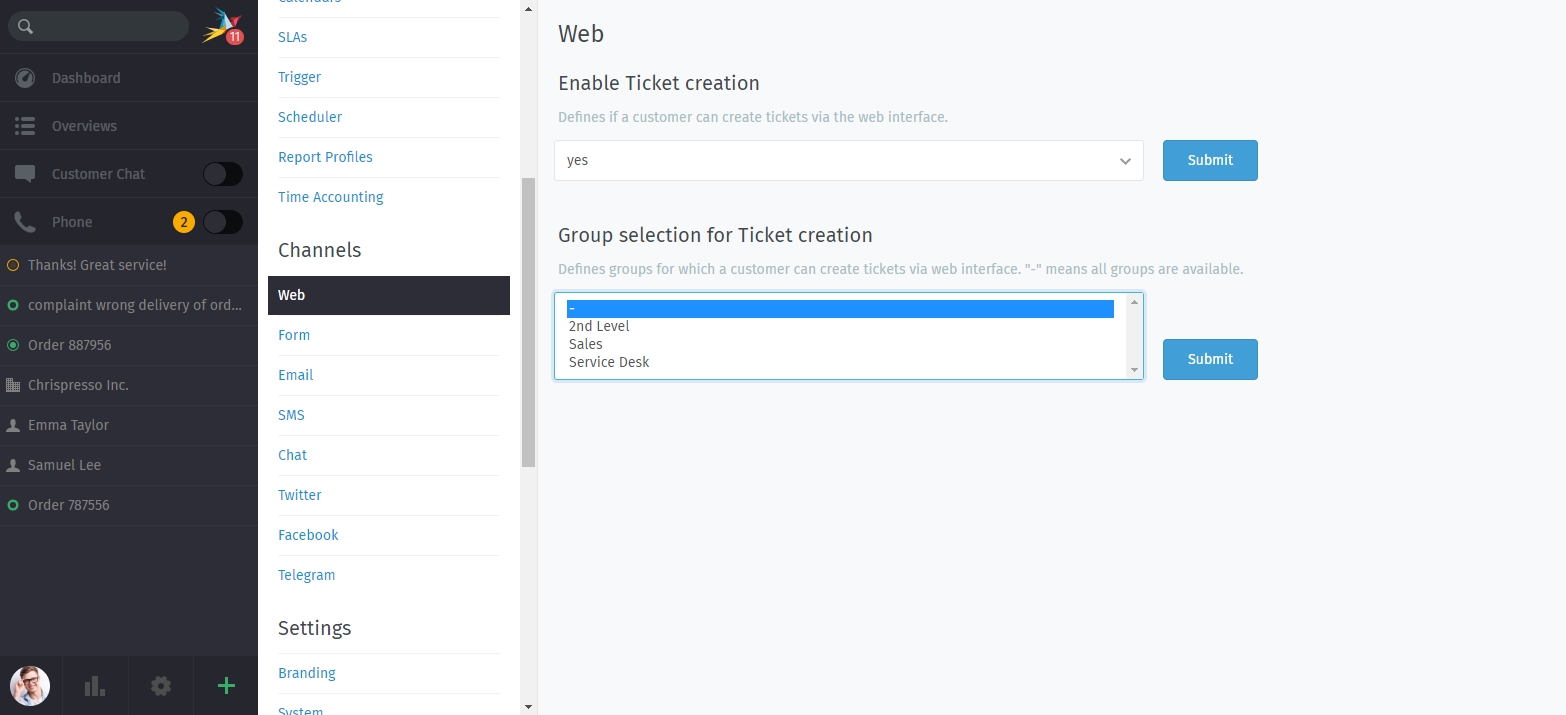 11
Dashboard
Overviews
Customer Chat
Phone
2
Thanks! Great service!
complaint wrong delivery of ord...
Order 887956
Chrispresso Inc.
Emma Taylor
Samuel Lee
Order 787556
Calendars
SLAs
Trigger
Scheduler
Report Profiles
Time Accounting
Channels
Web
Form
Email
SMS
Chat
Twitter
Facebook
Telegram
Settings
Branding
System
Web
Enable Ticket creation
Defines if a customer can create tickets via the web interface.
yes
Submit
Group selection for Ticket creation
Defines groups for which a customer can create tickets via web interface. "-" means all groups are available.
-
2nd Level
Sales
Service Desk
Submit